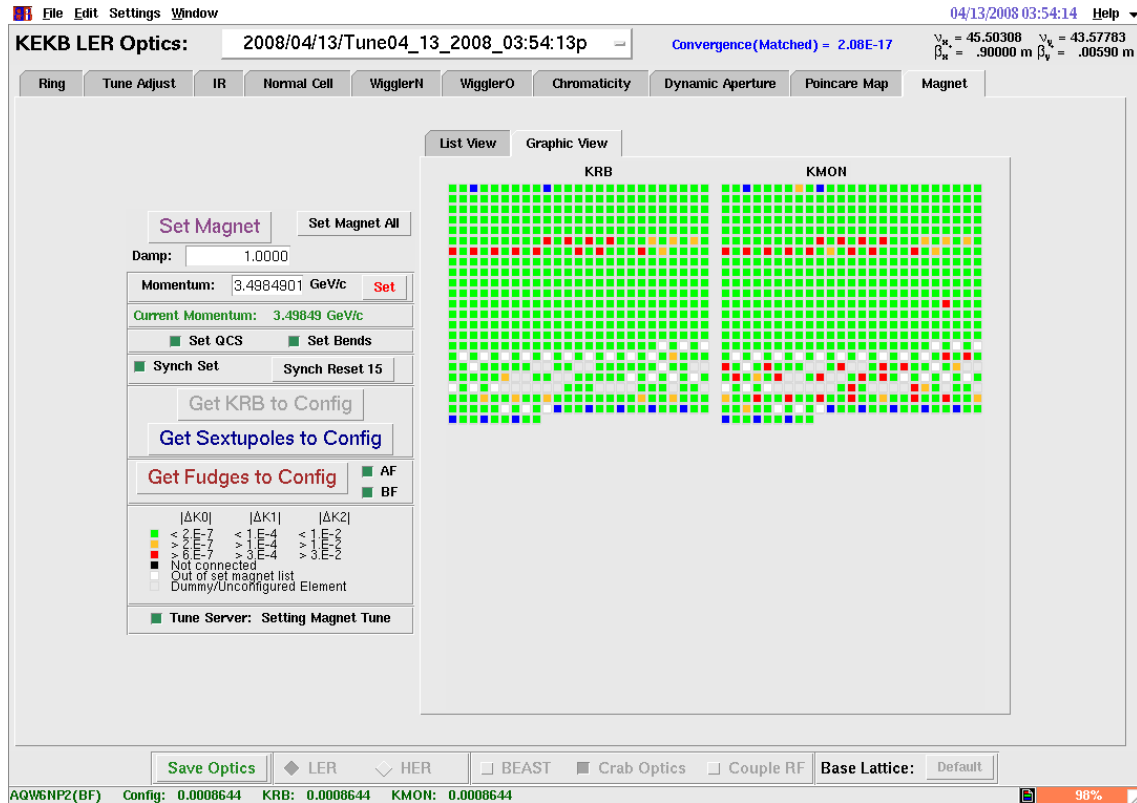 File Edit Settings Window 04/13/2008 03:54:14 Help
KEKB LER Optics: 2008/04/13/Tune04_13_2008_03:54:13p Convergence(Matched) = 2.08E-17 νx = 45.50308 νy = 43.57783
βx* = .90000 m βy* = .00590 m
Ring Tune Adjust IR Normal Cell WigglerN WigglerO Chromaticity Dynamic Aperture Poincare Map Magnet
List View Graphic View
KRB KMON
Set Magnet Set Magnet All
Damp: 1.0000
Momentum: 3.4984901 GeV/c Set
Current Momentum: 3.49849 GeV/c
Set QCS Set Bends
Synch Set Synch Reset 15
Get KRB to Config
Get Sextupoles to Config
Get Fudges to Config AF
BF
|ΔK0| |ΔK1| |ΔK2|
< 2.E-7 < 1.E-4 < 1.E-2
> 2.E-7 > 1.E-4 > 1.E-2
> 6.E-7 > 3.E-4 > 3.E-2
Not connected
Out of set magnet list
Dummy/Unconfigured Element
Tune Server: Setting Magnet Tune
Save Optics LER HER BEAST Crab Optics Couple RF Base Lattice: Default
AQW6NP2(BF) Config: 0.0008644 KRB: 0.0008644 KMON: 0.0008644 98%